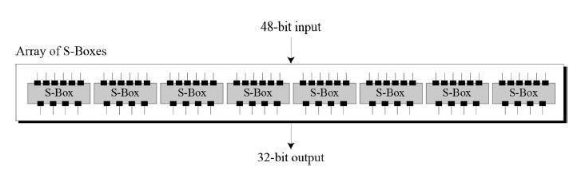 48-bit input
Array of S-Boxes
S-Box S-Box S-Box S-Box S-Box S-Box S-Box S-Box
32-bit output